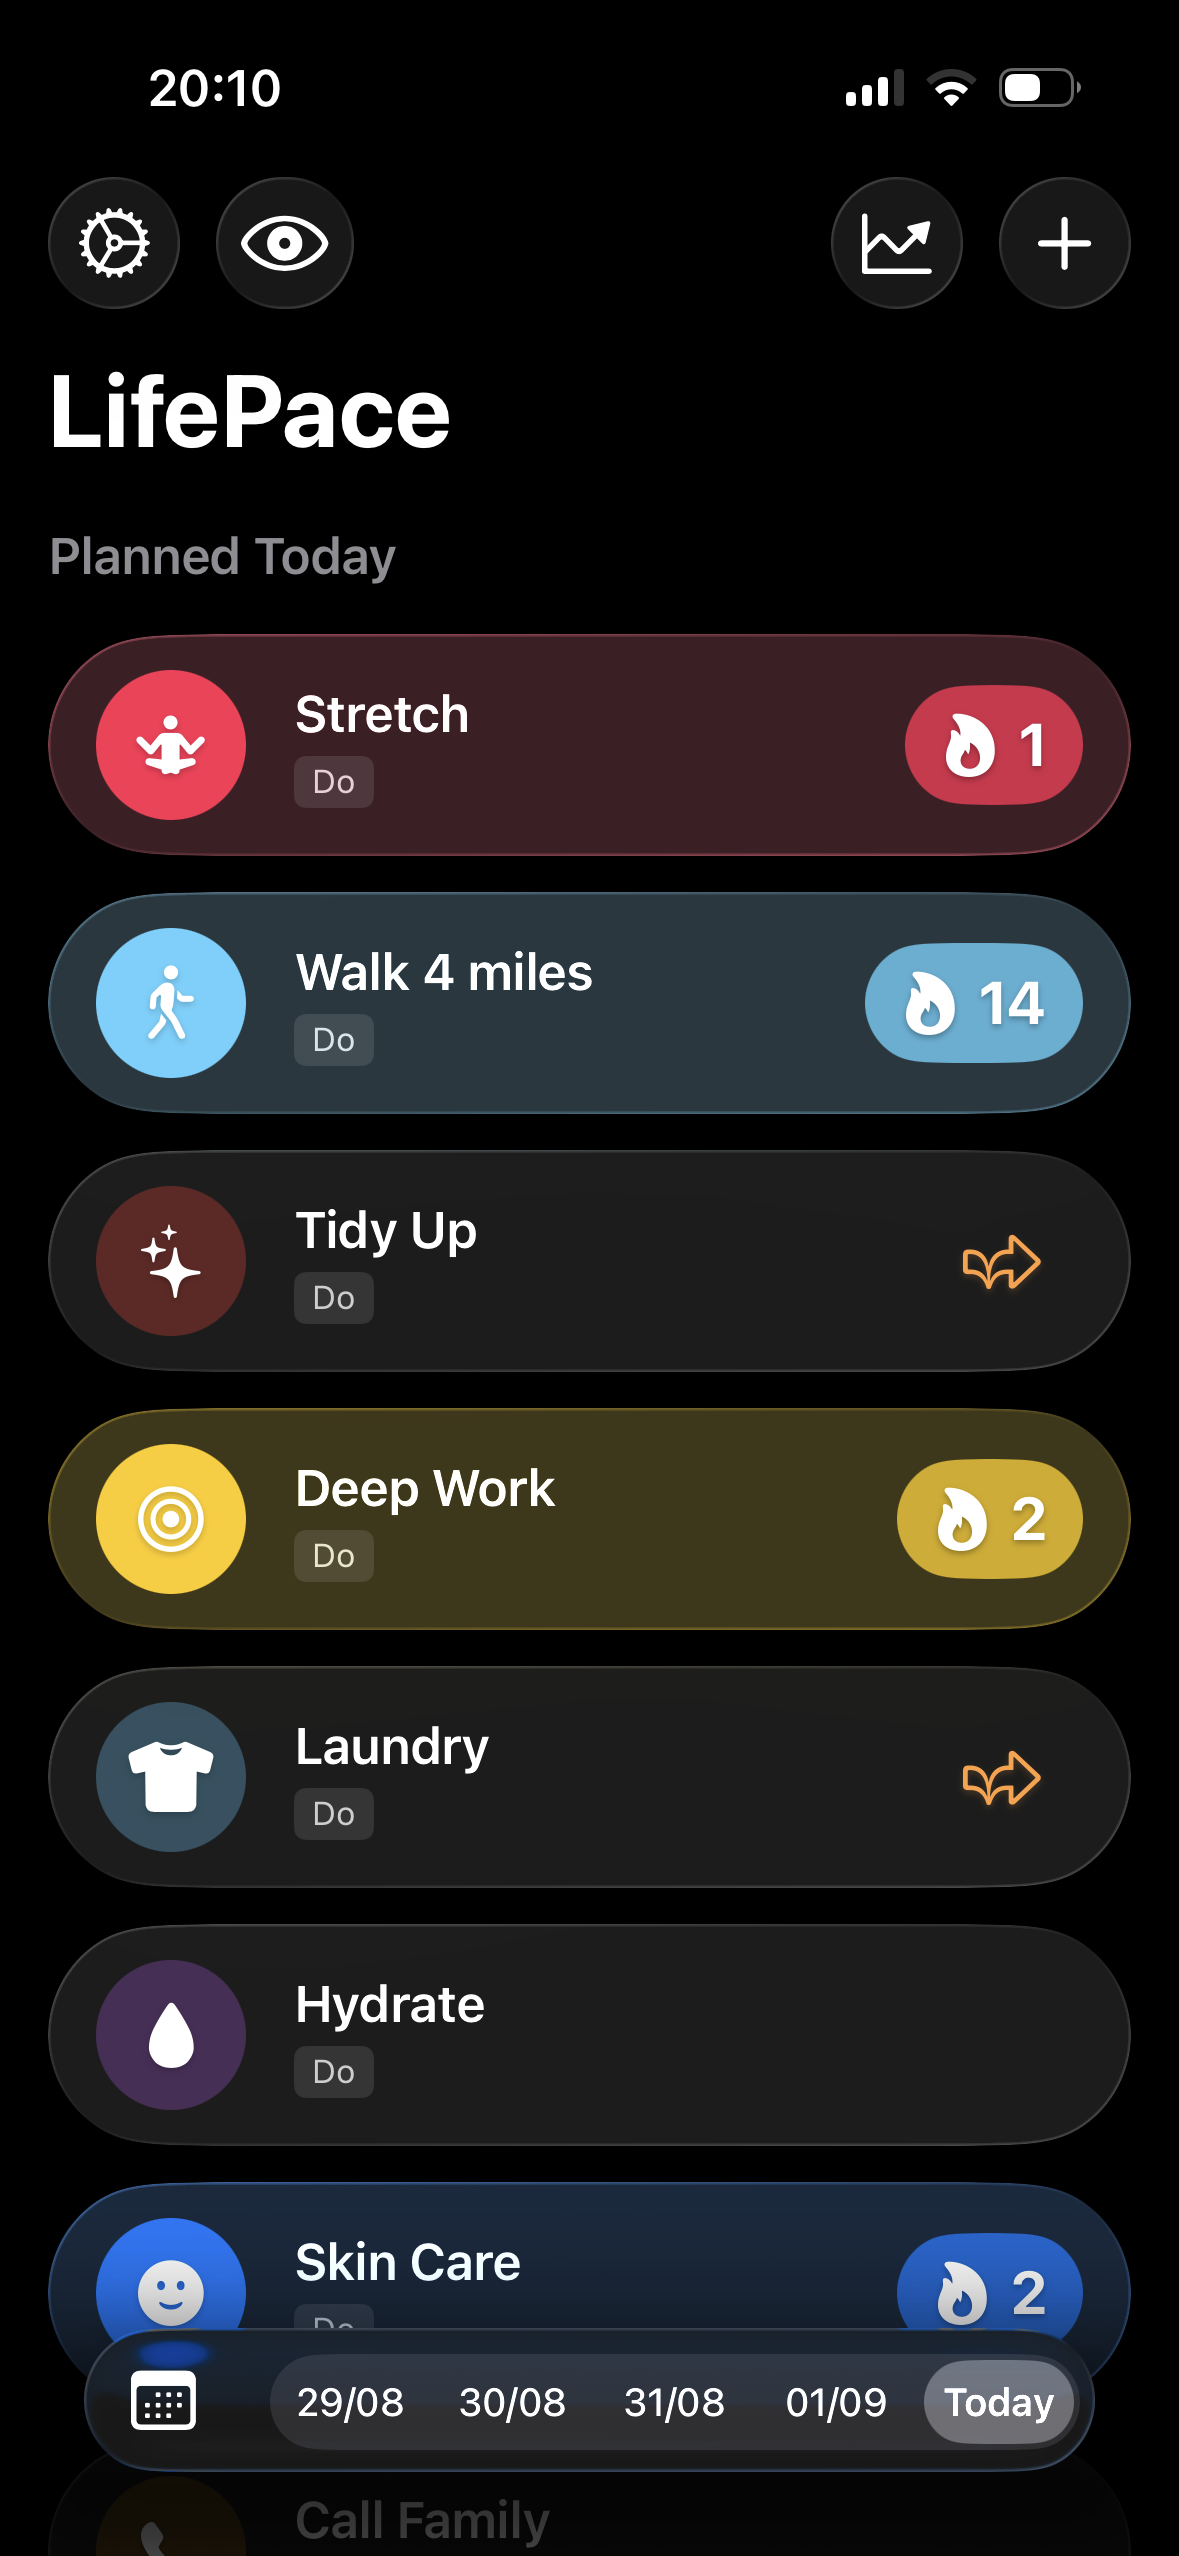 20:10
LifePace
Planned Today
Stretch
Do
1
Walk 4 miles
Do
14
Tidy Up
Do
Deep Work
Do
2
Laundry
Do
Hydrate
Do
Skin Care
Do
2
29/08 30/08 31/08 01/09 Today
Call Family